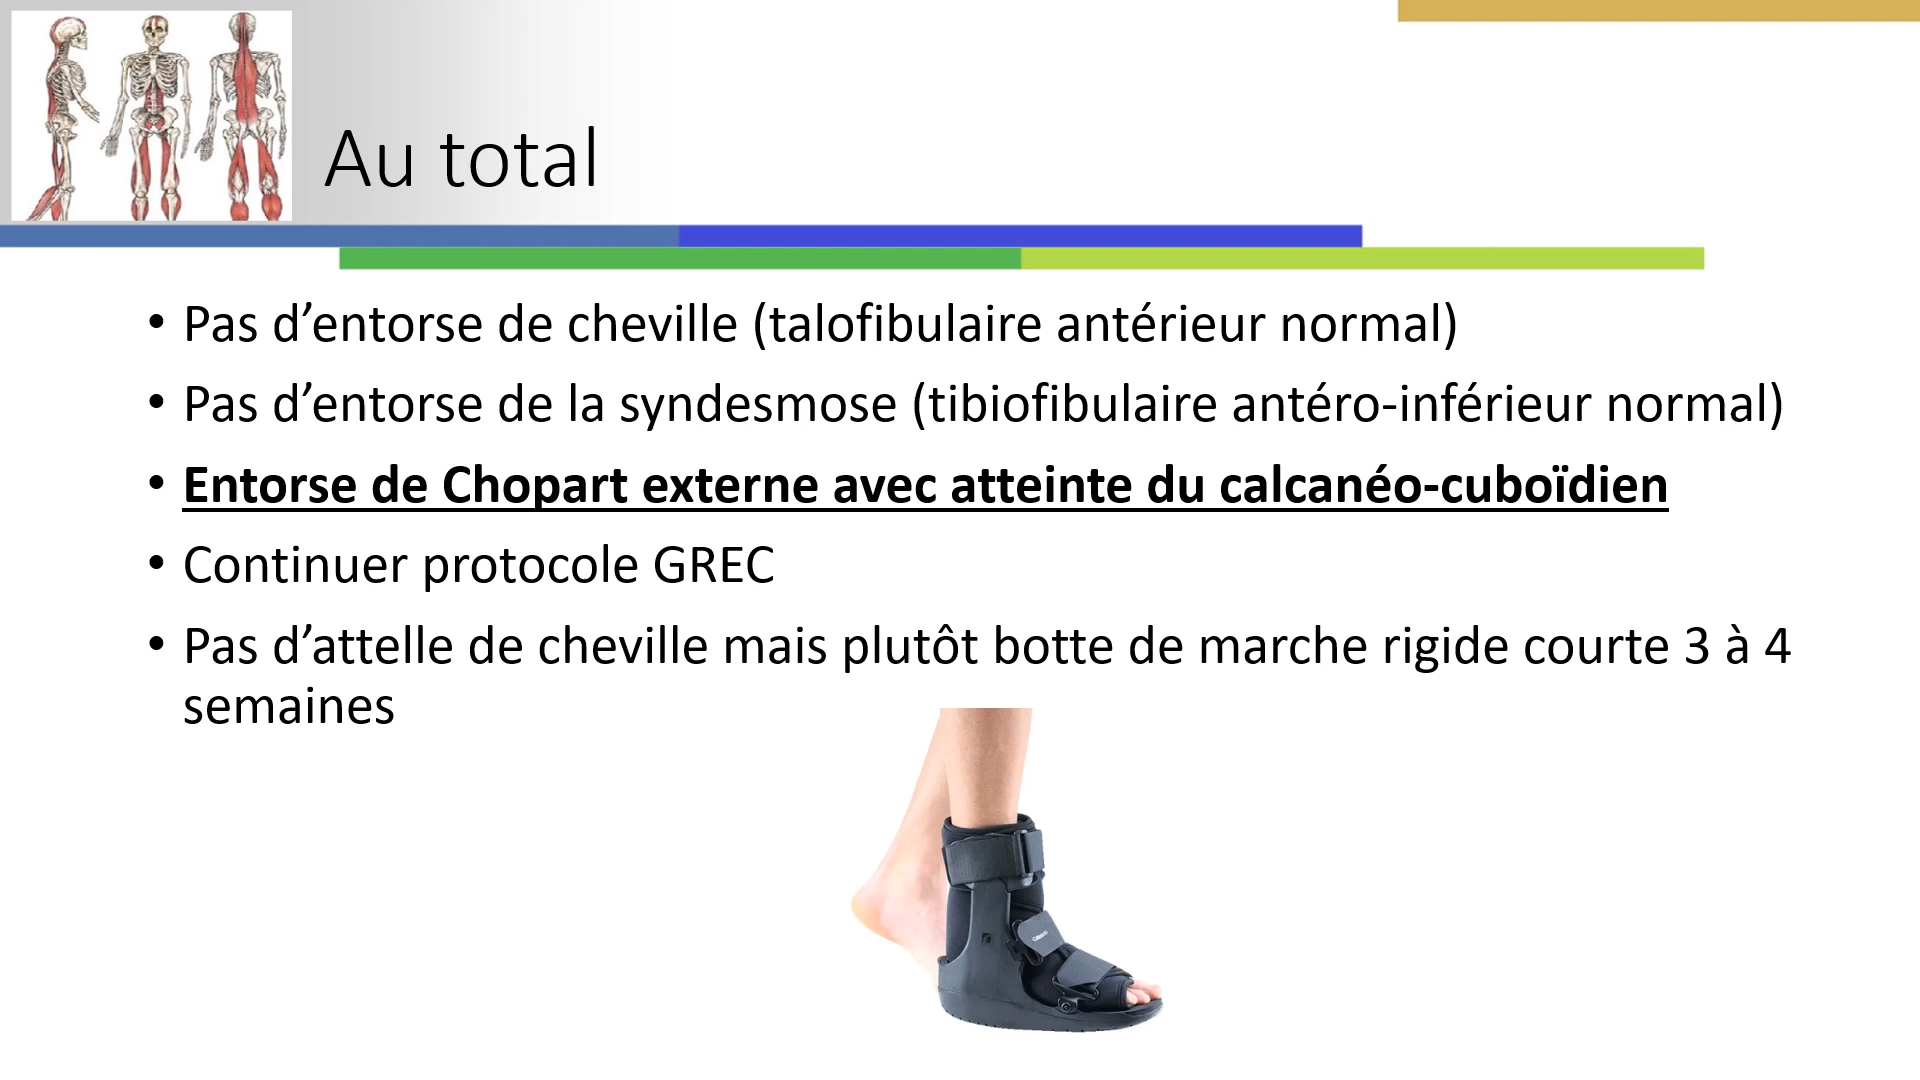 Au total
• Pas d’entorse de cheville (talofibulaire antérieur normal)
• Pas d’entorse de la syndesmose (tibiofibulaire antéro-inférieur normal)
• Entorse de Chopart externe avec atteinte du calcanéo-cuboïdien
• Continuer protocole GREC
• Pas d’attelle de cheville mais plutôt botte de marche rigide courte 3 à 4
semaines